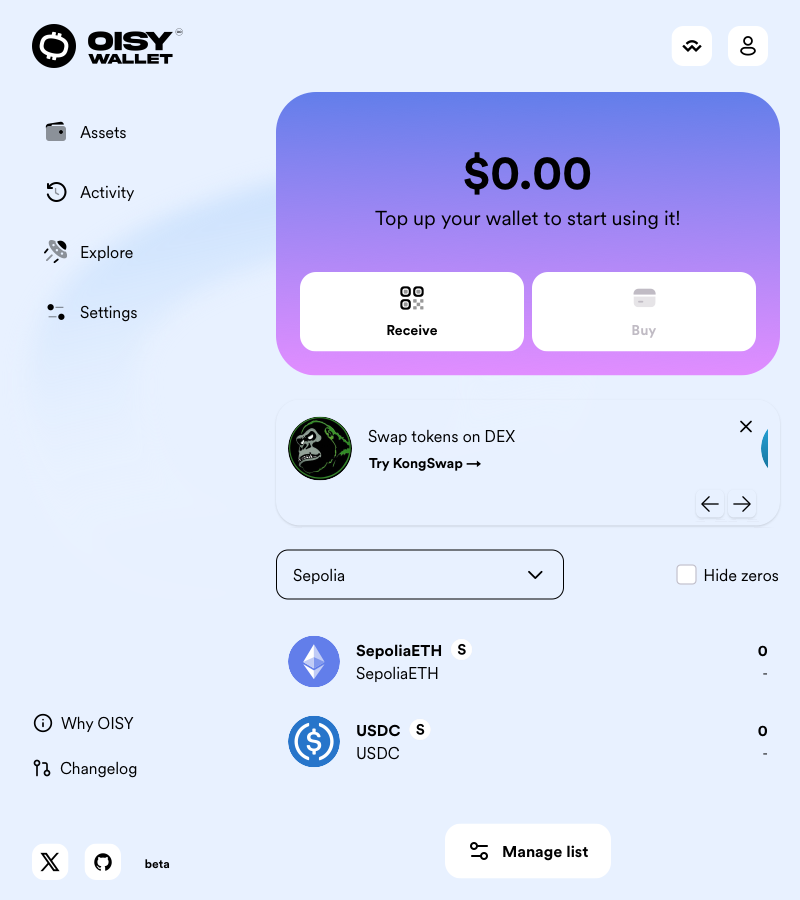 OISY
WALLET
Assets
Activity
Explore
Settings
$0.00
Top up your wallet to start using it!
Receive
Buy
Swap tokens on DEX
Try KongSwap →
Sepolia
Hide zeros
SepoliaETH S
0
SepoliaETH
-
USDC S
0
USDC
-
Why OISY
Changelog
beta
Manage list